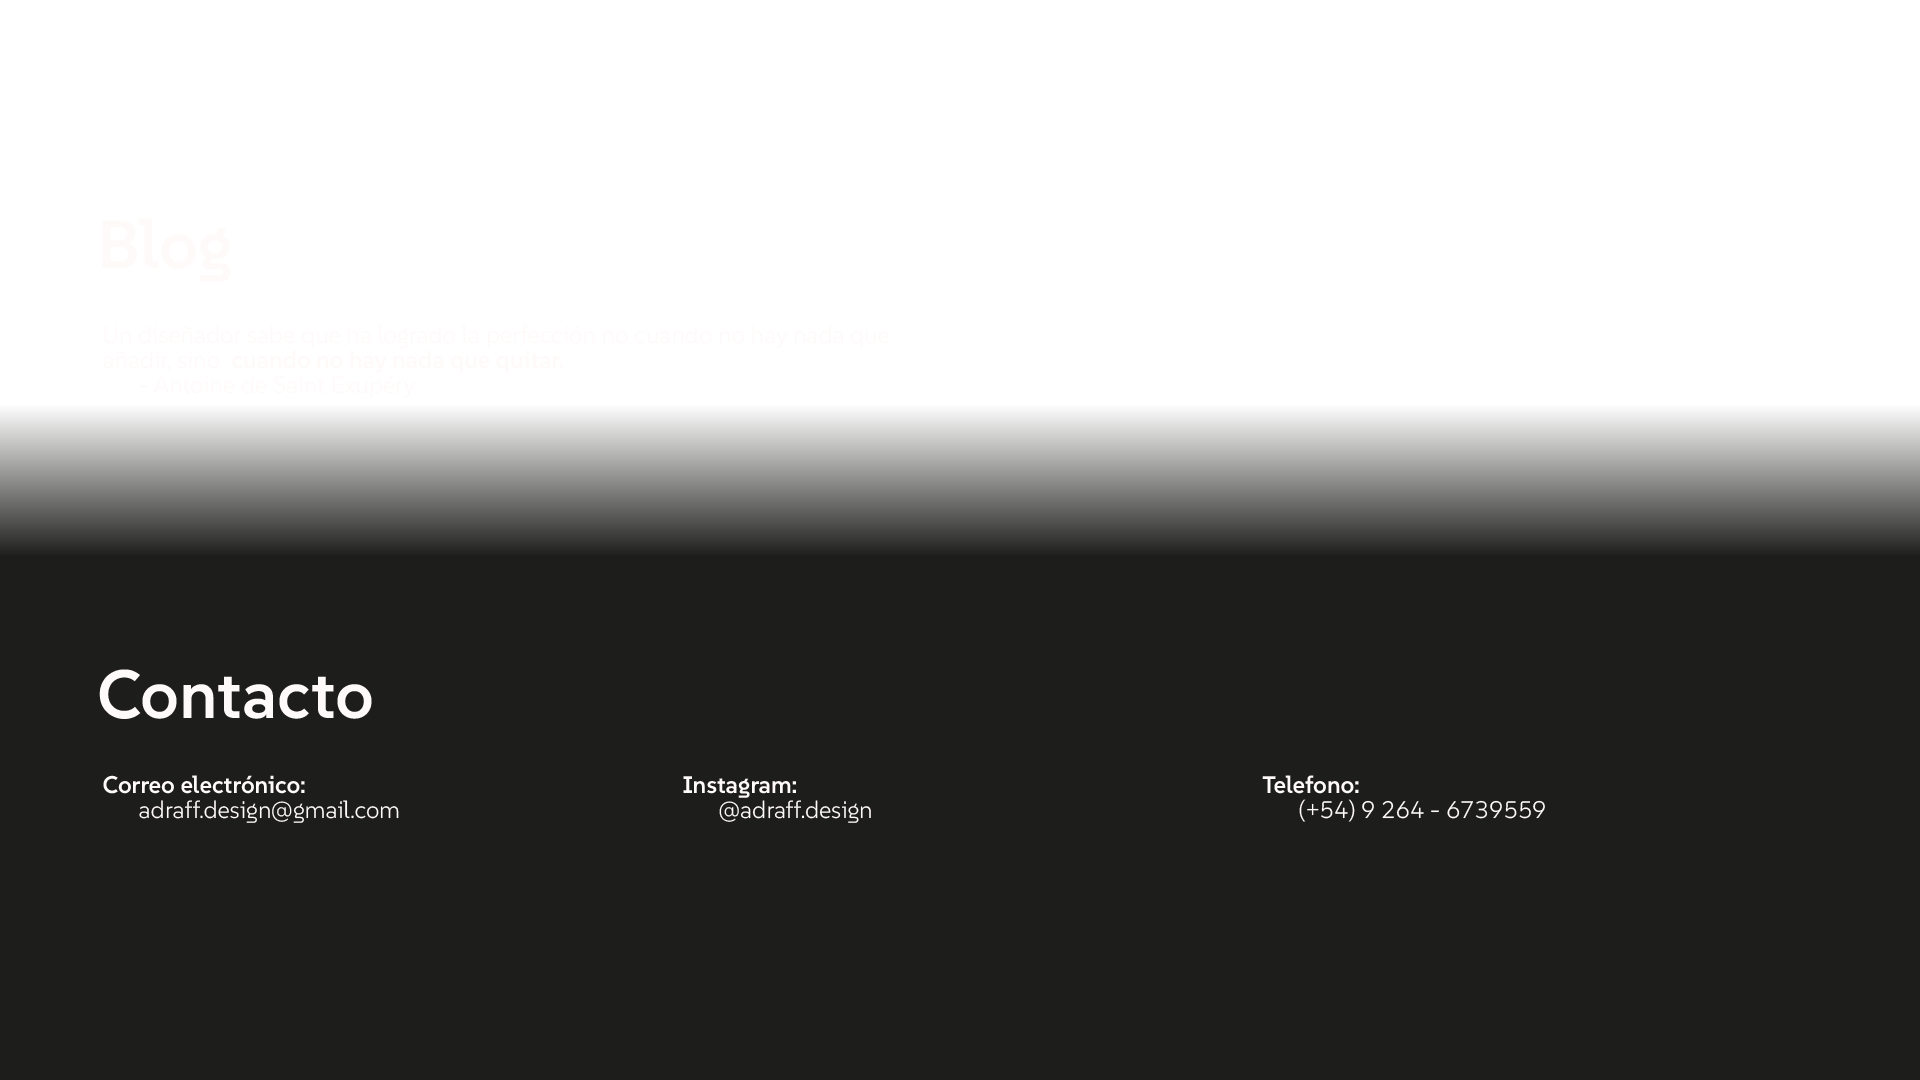 Blog
Un diseñador sabe que ha logrado la perfección no cuando no hay nada que
añadir, sino, cuando no hay nada que quitar.
- Antoine de Saint Exupery
Contacto
Correo electrónico:
adraff.design@gmail.com
Instagram:
@adraff.design
Telefono:
(+54) 9 264 - 6739559